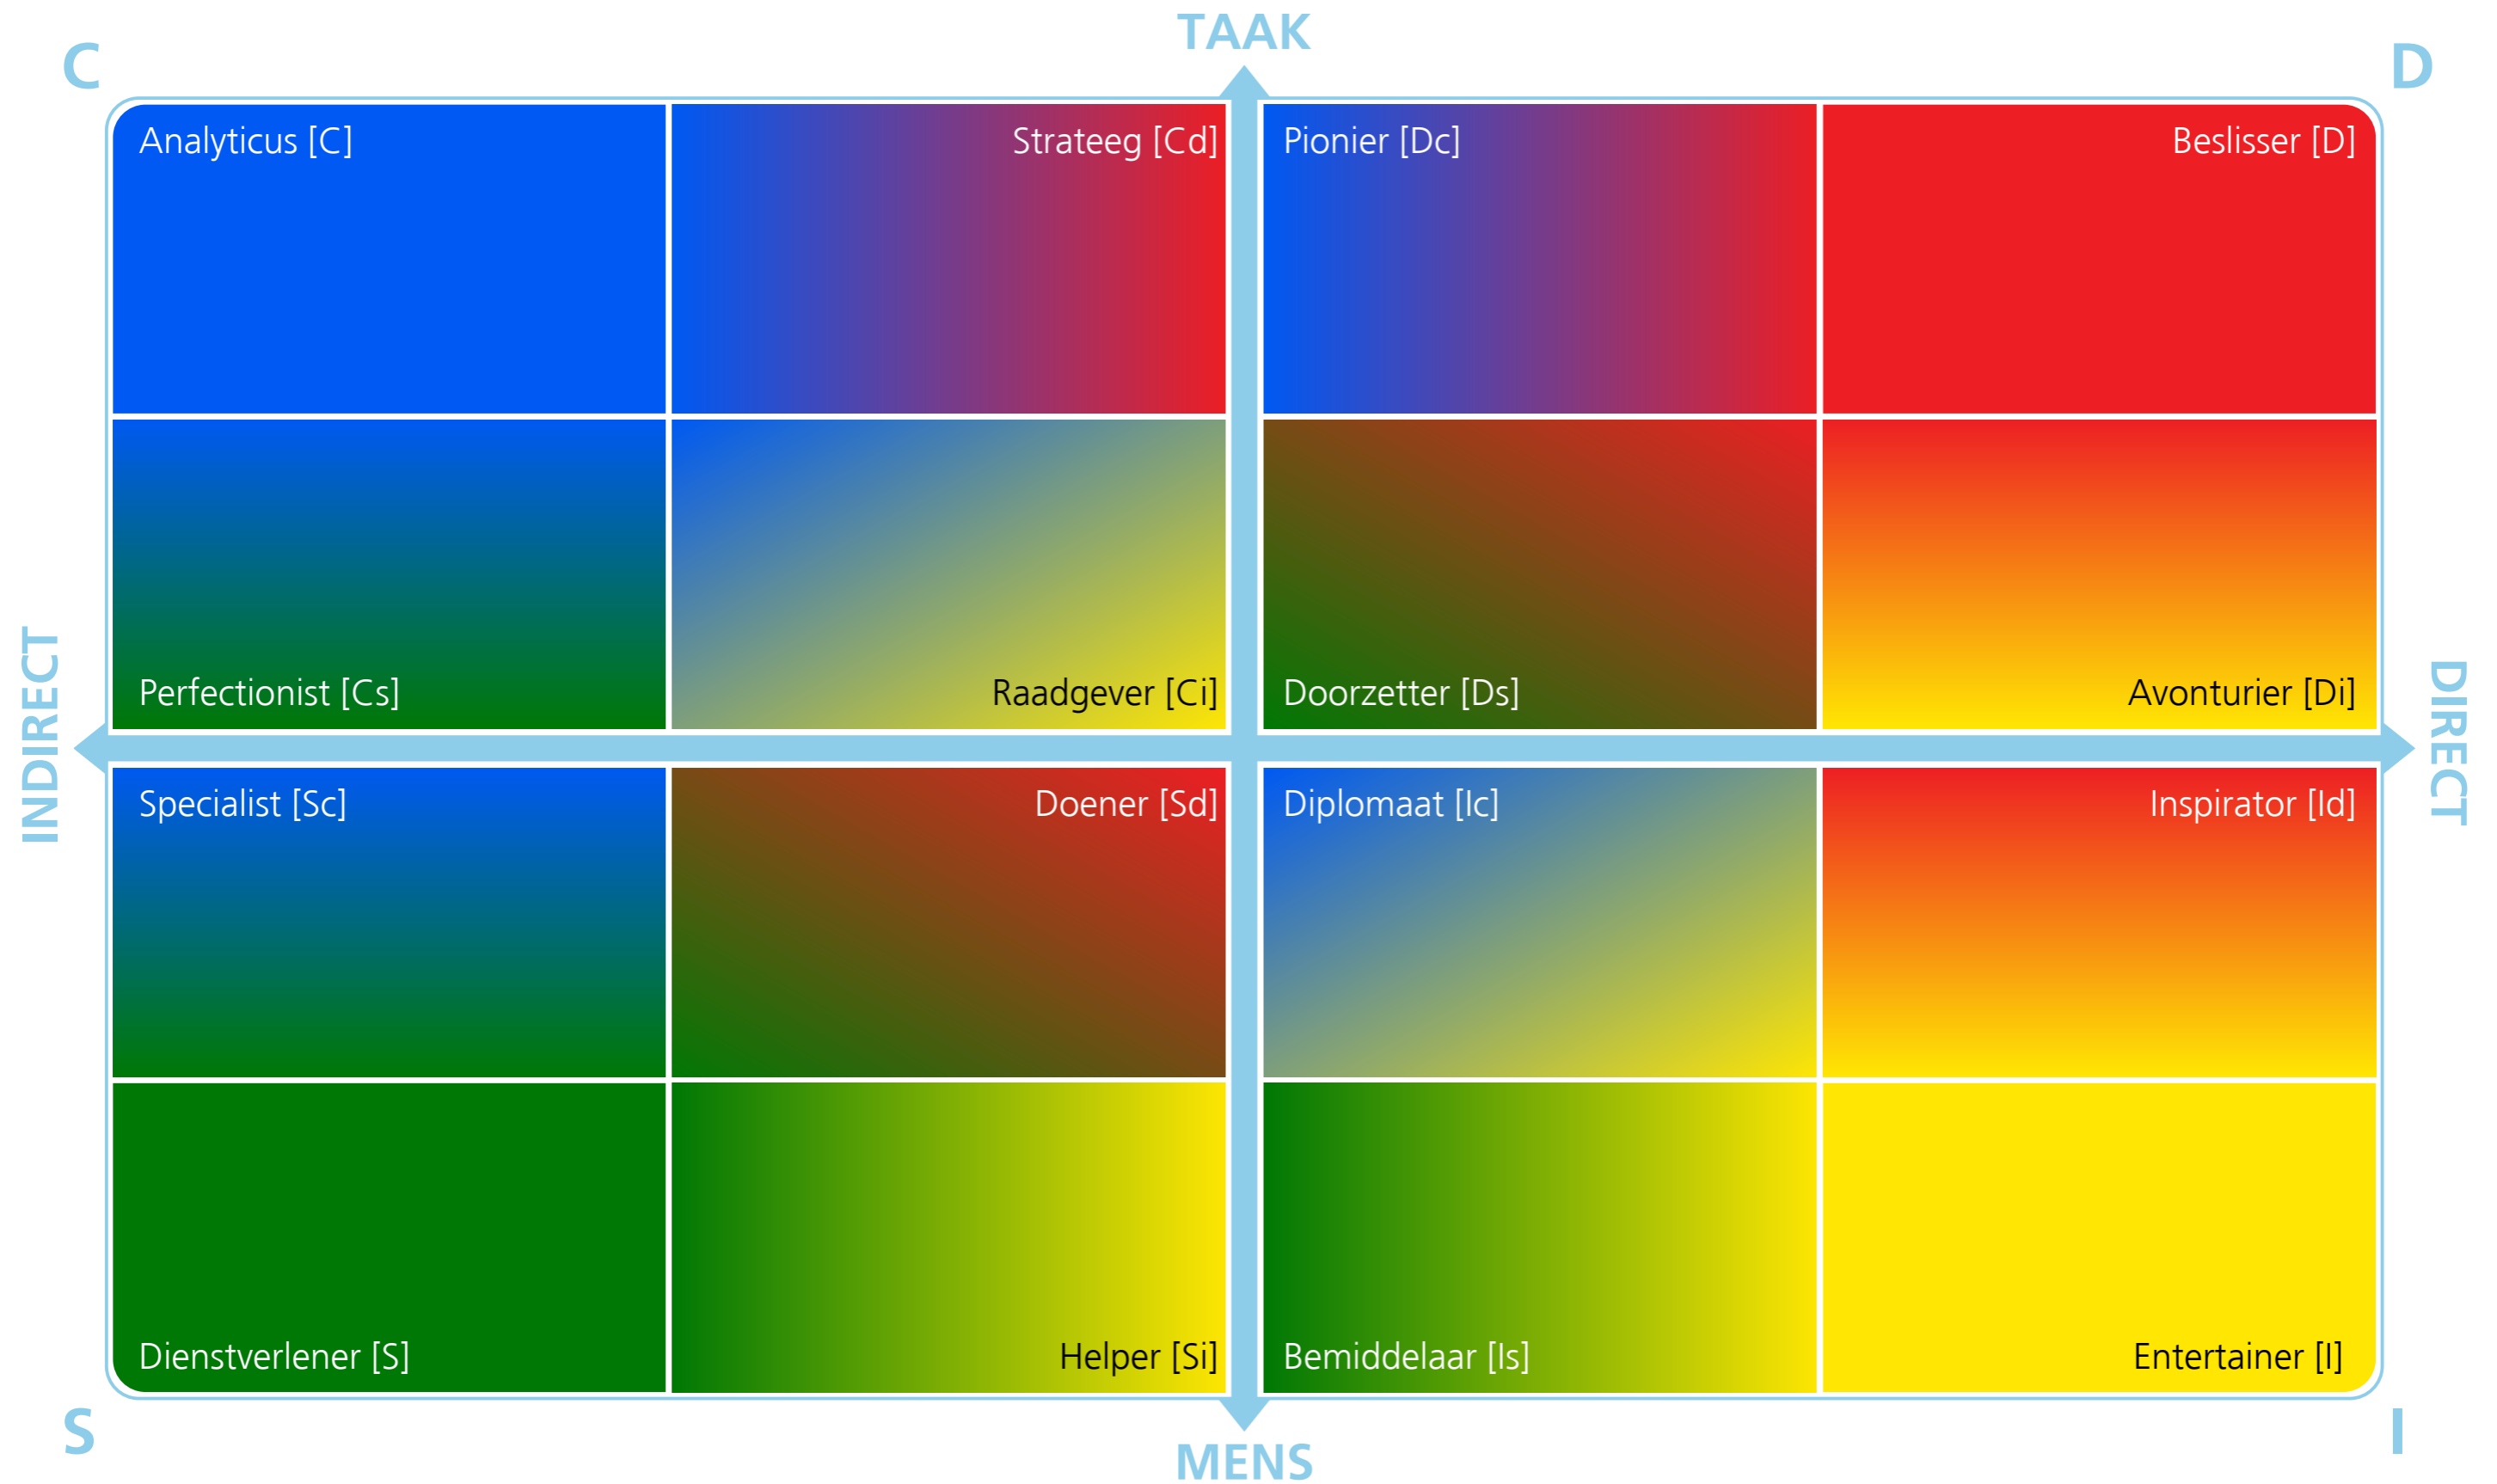 TAAK
C
D
Analyticus [C]
Strateeg [Cd]
Pionier [Dc]
Beslisser [D]
Perfectionist [Cs]
Raadgever [Ci]
Doorzetter [Ds]
Avonturier [Di]
INDIRECT
DIRECT
Specialist [Sc]
Doener [Sd]
Diplomaat [Ic]
Inspirator [Id]
Dienstverlener [S]
Helper [Si]
Bemiddelaar [Is]
Entertainer [I]
S
I
MENS